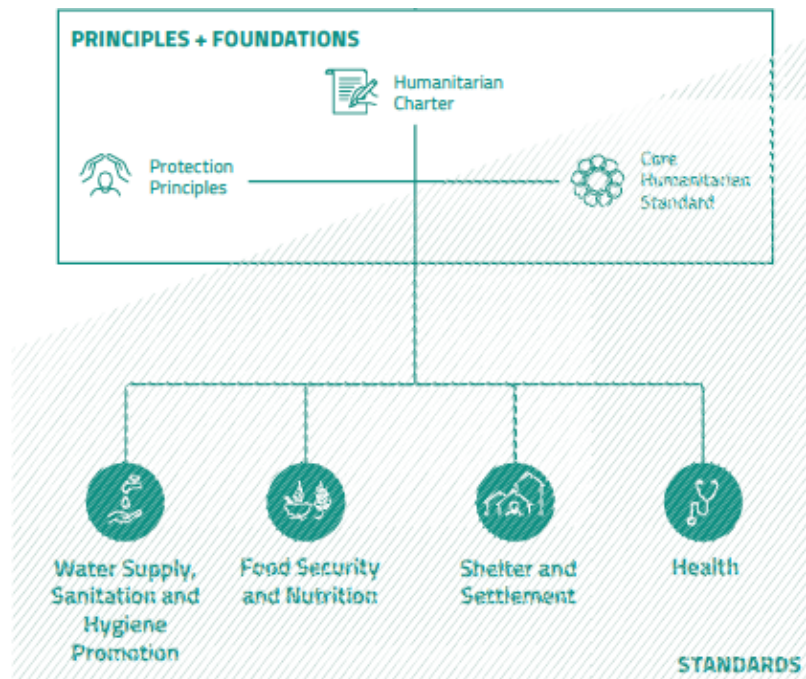 PRINCIPLES + FOUNDATIONS
Humanitarian
Charter
Protection
Principles
Core
Humanitarian
Standard
Water Supply,
Sanitation and
Hygiene
Promotion
Food Security
and Nutrition
Shelter and
Settlement
Health
STANDARDS